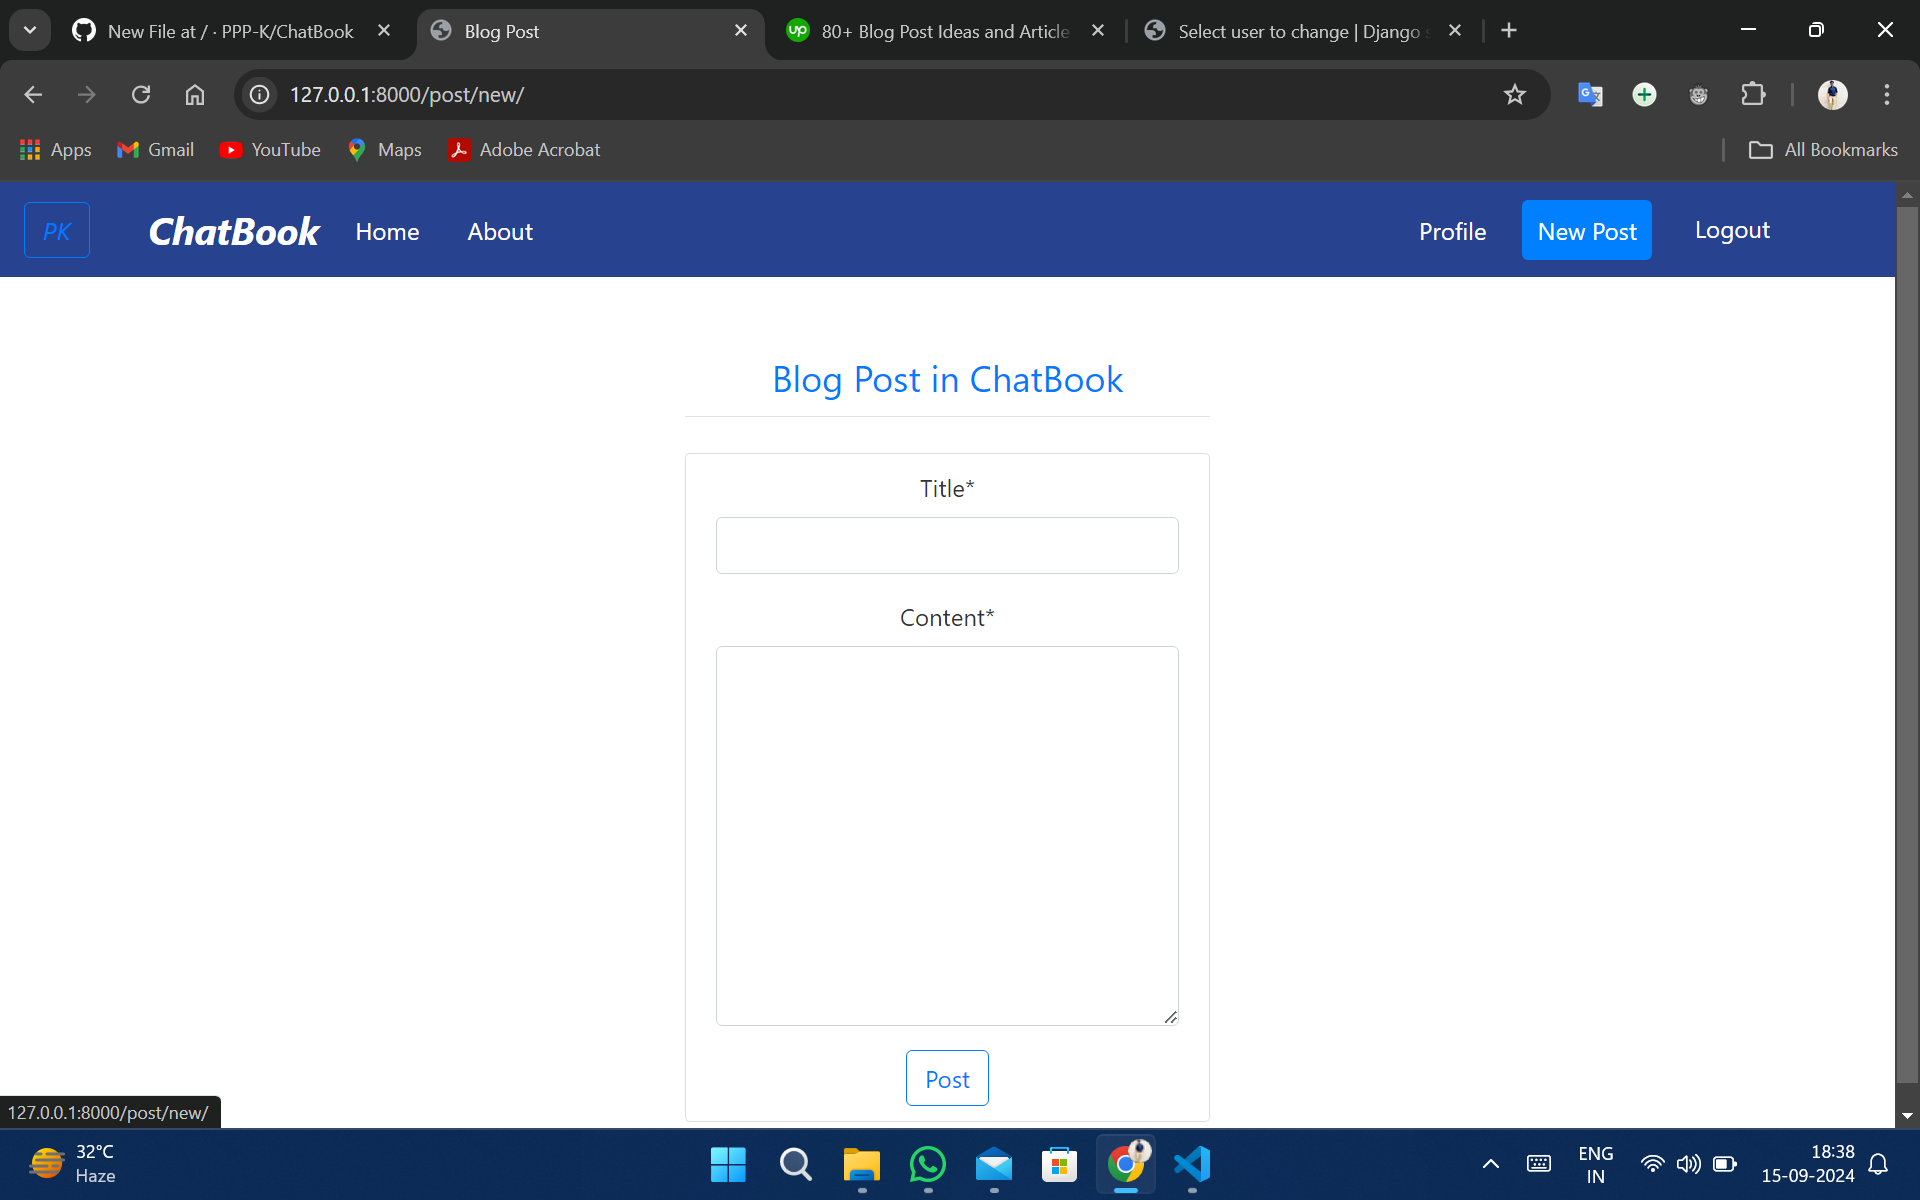 New File at / · PPP-K/ChatBook
Blog Post
80+ Blog Post Ideas and Article
Select user to change | Django s
127.0.0.1:8000/post/new/
Apps
Gmail
YouTube
Maps
Adobe Acrobat
All Bookmarks
PK
ChatBook
Home
About
Profile
New Post
Logout
Blog Post in ChatBook
Title*
Content*
Post
127.0.0.1:8000/post/new/
32°C
Haze
ENG
IN
18:38
15-09-2024